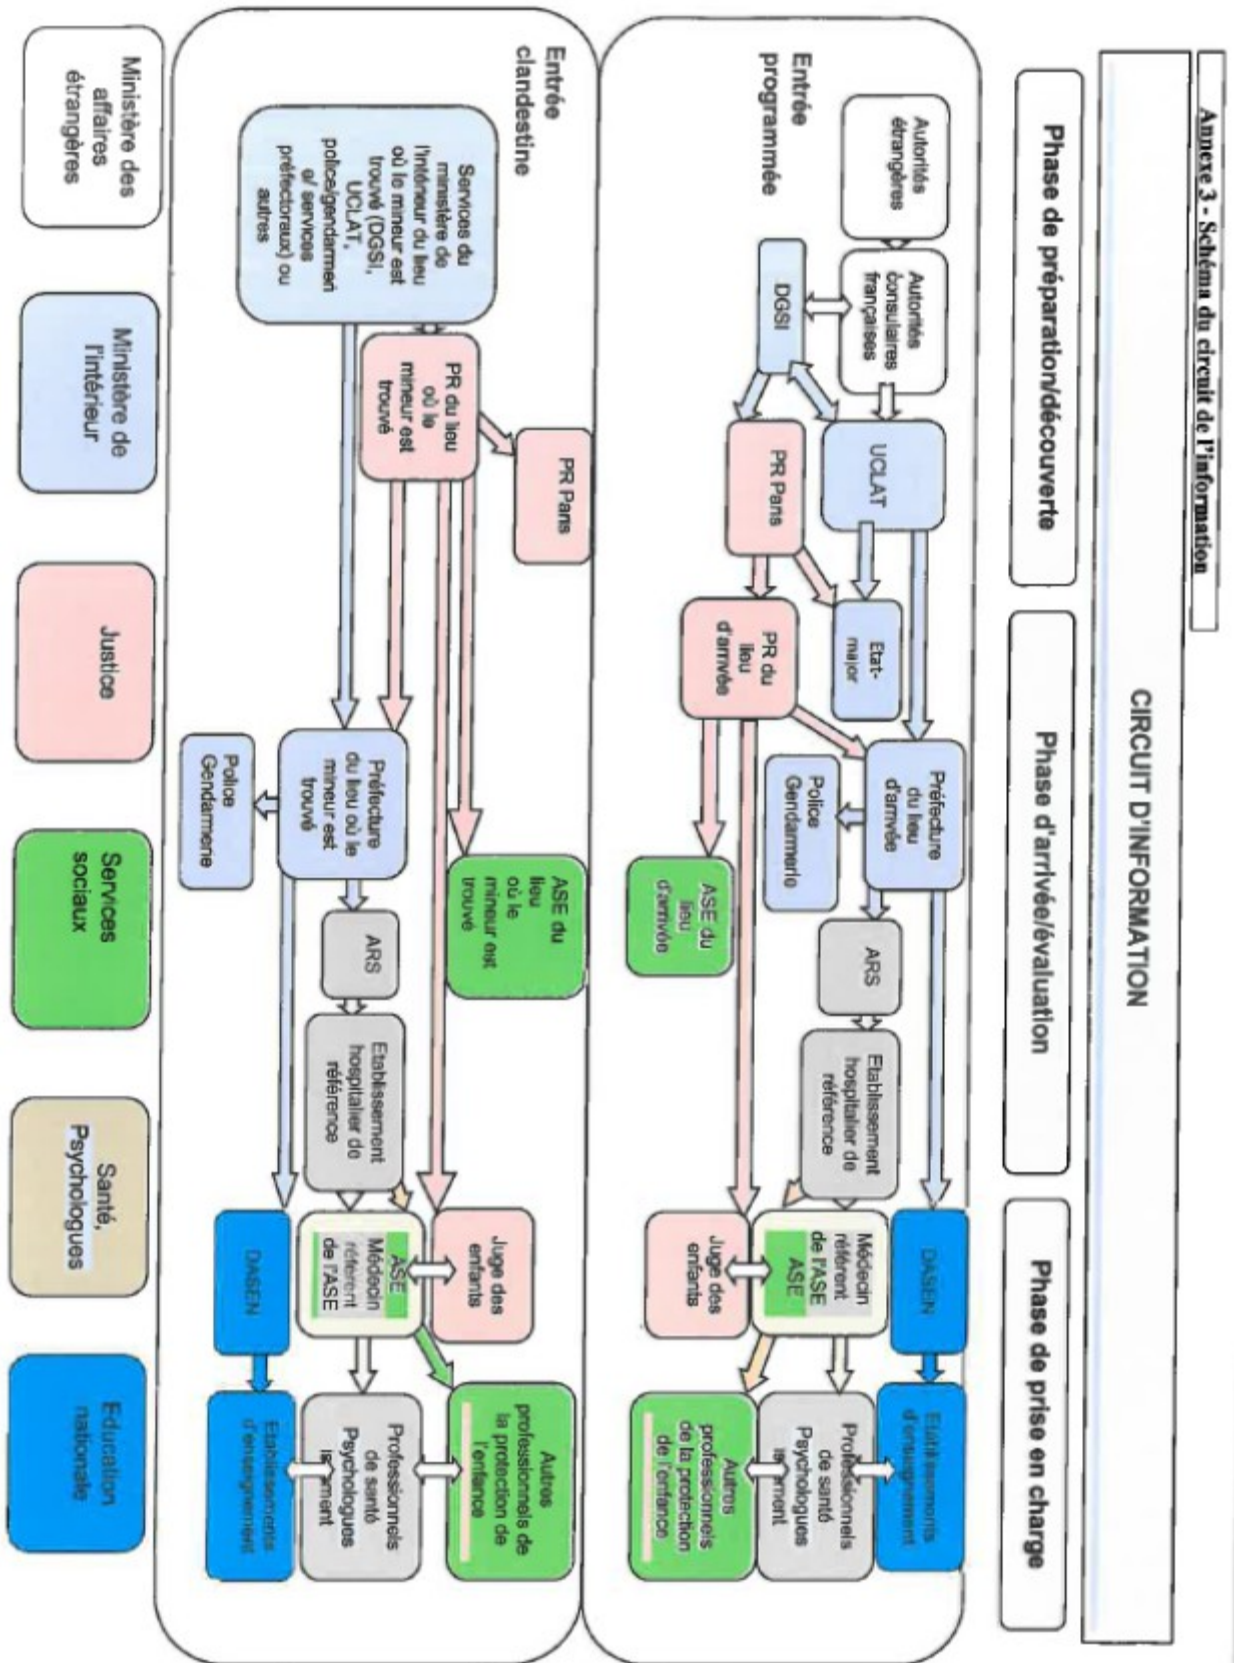 Annexe 3 - Schéma du circuit de l'information
CIRCUIT D'INFORMATION
Phase de préparation/découverte
Phase d'arrivée/évaluation
Phase de prise en charge
Entrée
programmée
Autorités
étrangères
Autorités
consulaires
françaises
DGSI
UCLAT
PR Paris
Etat-
major
PR du
lieu
d'arrivée
Préfecture
du lieu
d'arrivée
Police
Gendarmerie
ASE du
lieu
d'arrivée
ARS
Etablissement
hospitalier de
référence
DASEN
Médecin
référent
de l'ASE
ASE
Juge des
enfants
Etablissements
d'enseignement
Professionnels
de santé
Psychologues
Autres
professionnels
de la protection
de l'enfance
Entrée
clandestine
Services du
ministère de
l'intérieur du lieu
où le mineur est
trouvé (DGSI,
UCLAT,
police/gendarmeri
e/ services
préfectoraux) ou
autres
PR du lieu
où le
mineur est
trouvé
PR Paris
Préfecture
du lieu où le
mineur est
trouvé
Police
Gendarmerie
ASE du
lieu
où le
mineur est
trouvé
ARS
Etablissement
hospitalier de
référence
Juge des
enfants
ASE
Médecin
référent
de l'ASE
DASEN
Autres
professionnels de
la protection de
l'enfance
Professionnels
de santé
Psychologues
Etablissements
d'enseignement
Ministère des
affaires
étrangères
Ministère de
l'intérieur
Justice
Services
sociaux
Santé,
Psychologues
Education
nationale